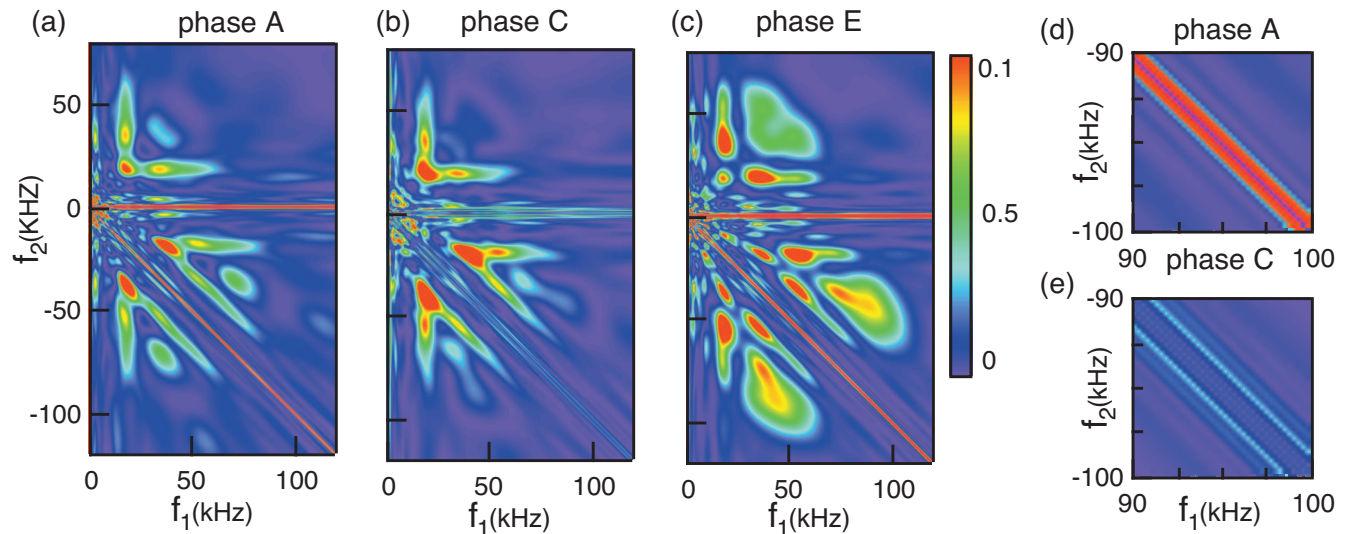 (a) phase A
(b) phase C
(c) phase E
(d) phase A
(e) phase C
f2(kHZ)
50
0
-50
-100
0 50 100
f1(kHz)
0 50 100
f1(kHz)
0 50 100
f1(kHz)
0.1
0.5
0
f2(kHz)
-90
-100
90 100
f2(kHz)
-90
-100
90 100
f1(kHz)